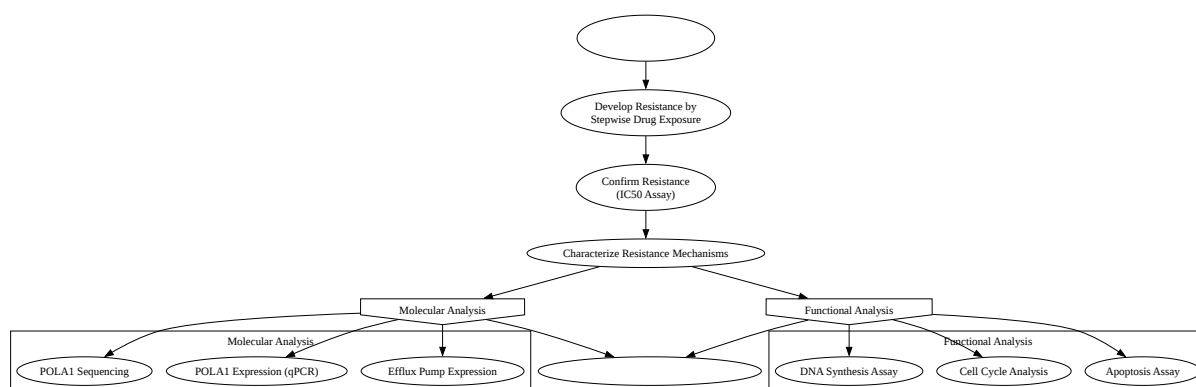 Develop Resistance by
Stepwise Drug Exposure
Confirm Resistance
(IC50 Assay)
Characterize Resistance Mechanisms
Molecular Analysis
Functional Analysis
Molecular Analysis
Functional Analysis
POLA1 Sequencing
POLA1 Expression (qPCR)
Efflux Pump Expression
DNA Synthesis Assay
Cell Cycle Analysis
Apoptosis Assay